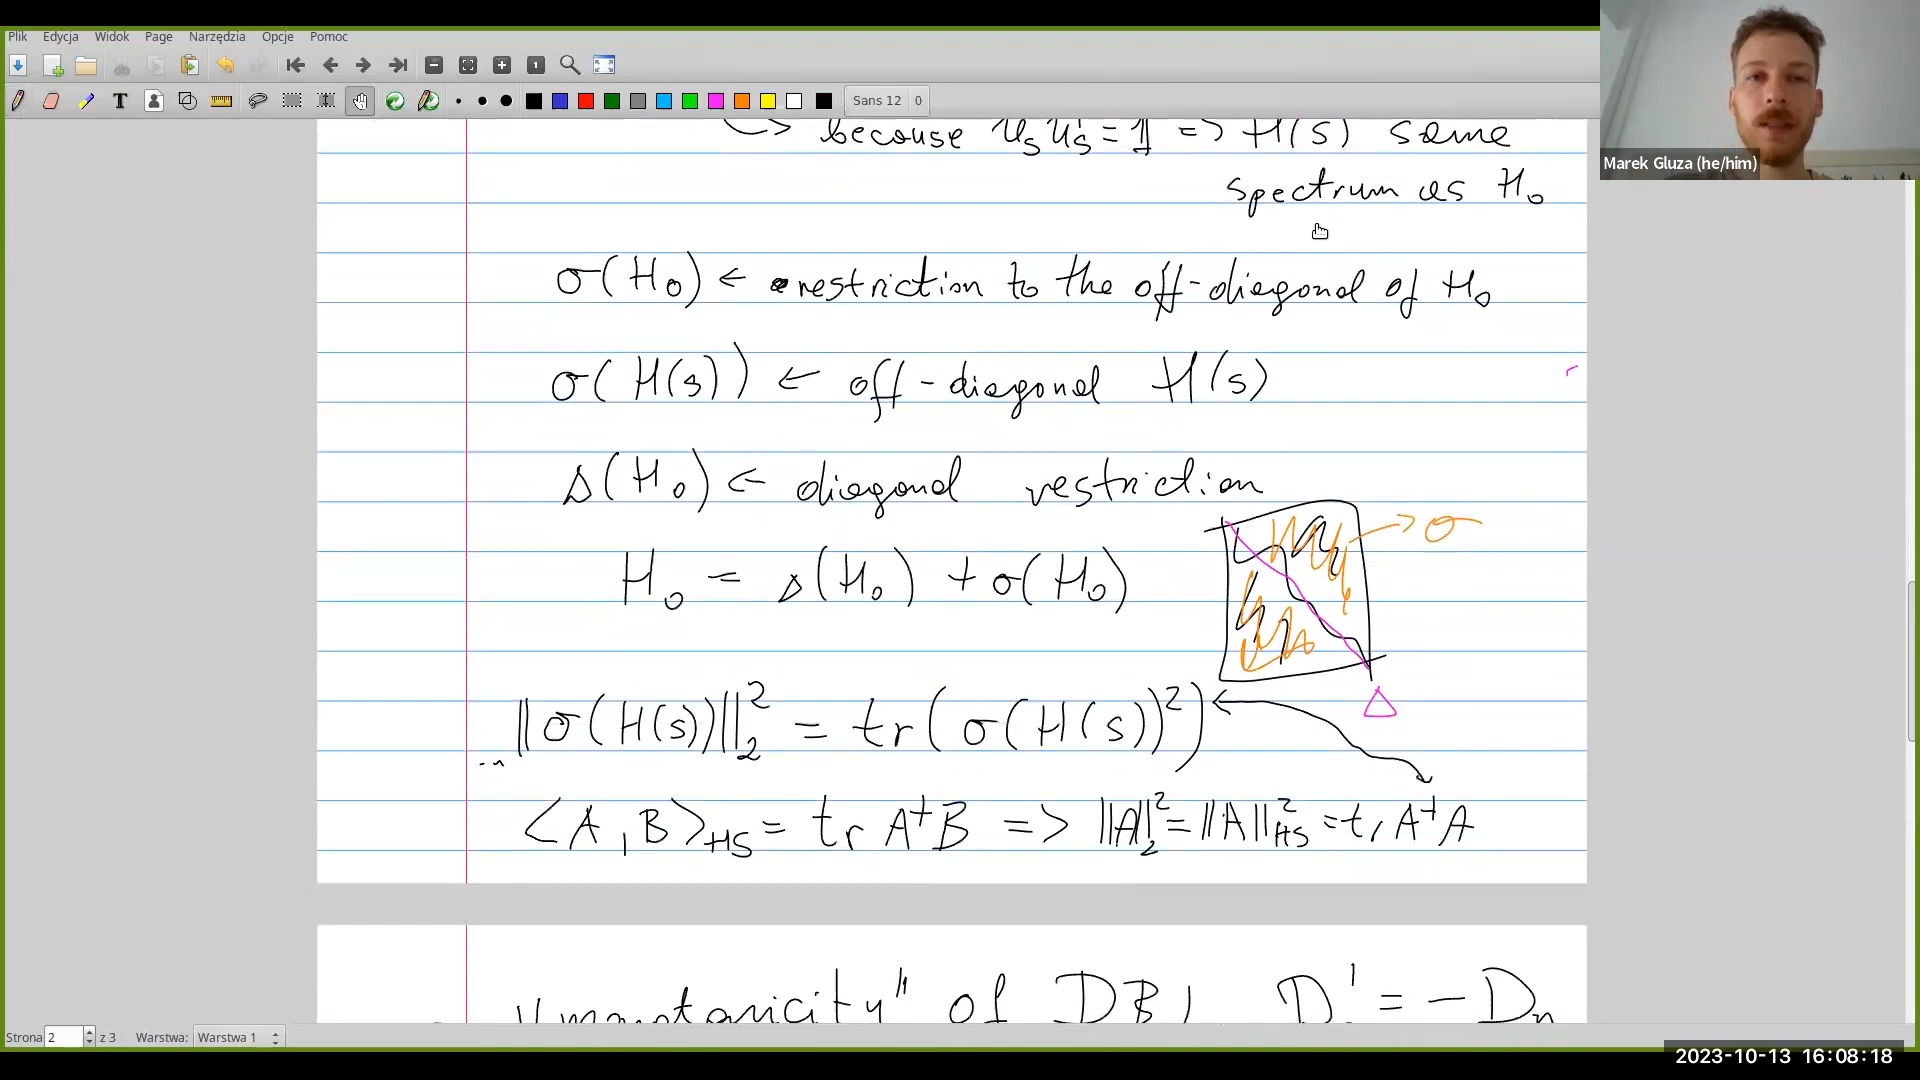 Plik Edycja Widok Page Narzędzia Opcje Pomoc
Sans 12 0
Marek Gluza (he/him)
↳ because U_s U_s^† = 𝟙 => H(s) same
spectrum as H_0
σ(H_0) ← restriction to the off-diagonal of H_0
σ(H(s)) ← off-diagonal H(s)
Δ(H_0) ← diagonal restriction
→ σ
H_0 = Δ(H_0) + σ(H_0)
Δ
||σ(H(s))||_2^2 = tr(σ(H(s))^2)
<A, B>_HS = tr A^† B => ||A||_2^2 = ||A||_HS^2 = tr A^† A
"monotonicity" of DBI
Strona 2 z 3 Warstwa: Warstwa 1
2023-10-13 16:08:18